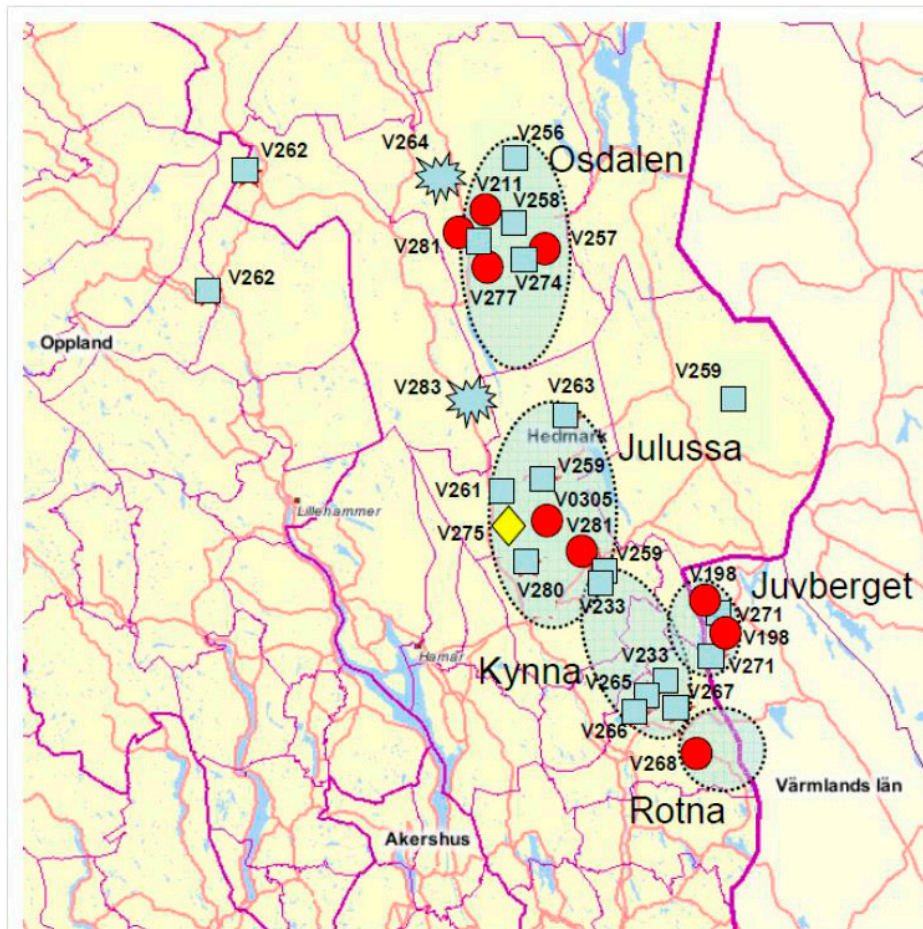 V256
Osdalen
V262
V264
V211
V258
V281
V257
V274
V277
V262
Oppland
V283
V263
V259
Hedmark
Julussa
V261
V259
V0305
Lillehammer
V275
V281
V280
V259
V233
V198
Juvberget
V271
V198
Hamar
Kynna
V233
V271
V265
V267
V266
V268
Värmlands län
Rotna
Akershus